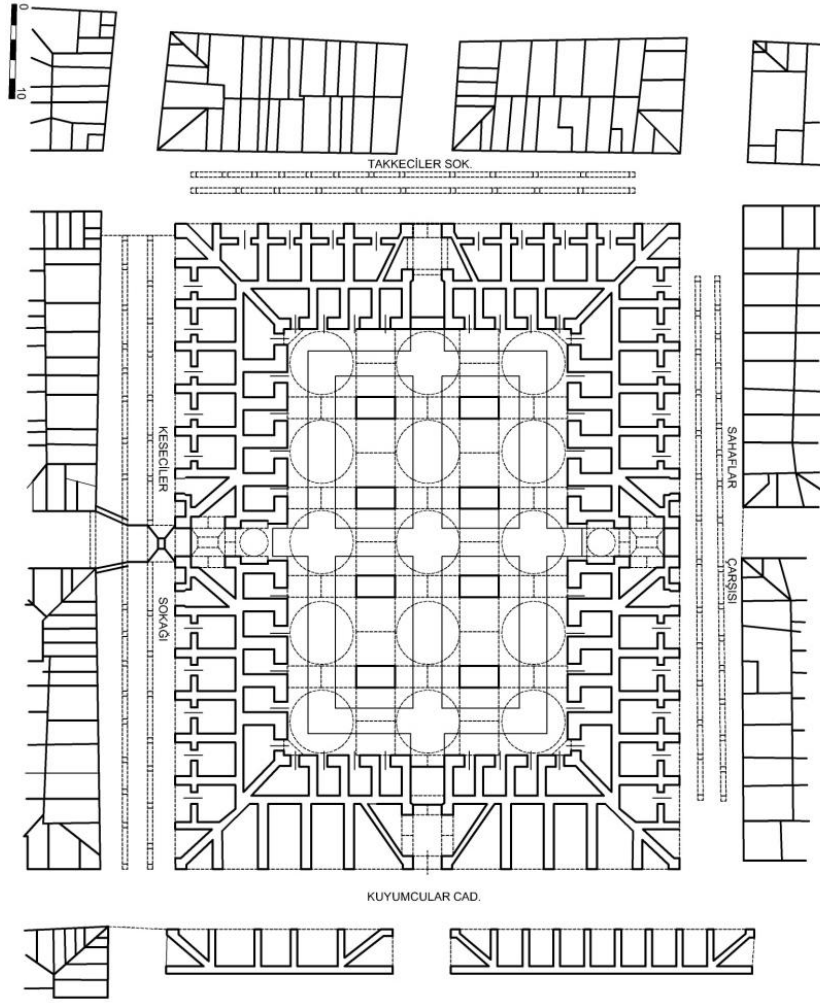 0
10
TAKKECİLER SOK.
KESECİLER
SOKAĞI
SAHAFLAR
ÇARŞISI
KUYUMCULAR CAD.